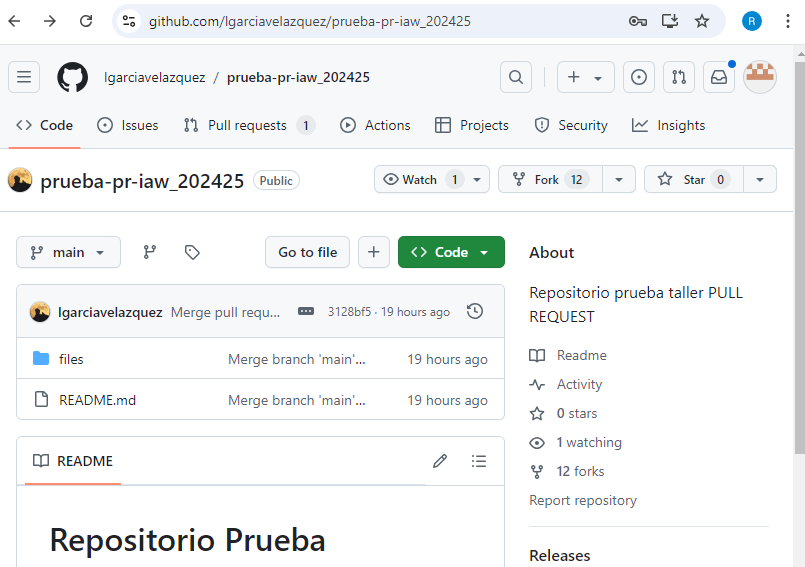 github.com/lgarciavelazquez/prueba-pr-iaw_202425
R
lgarciavelazquez / prueba-pr-iaw_202425
Code Issues Pull requests 1 Actions Projects Security Insights
prueba-pr-iaw_202425 Public Watch 1 Fork 12 Star 0
main Go to file Code
lgarciavelazquez Merge pull requ... 3128bf5 · 19 hours ago
files Merge branch 'main'... 19 hours ago
README.md Merge branch 'main'... 19 hours ago
README
Repositorio Prueba
About
Repositorio prueba taller PULL
REQUEST
Readme
Activity
0 stars
1 watching
12 forks
Report repository
Releases